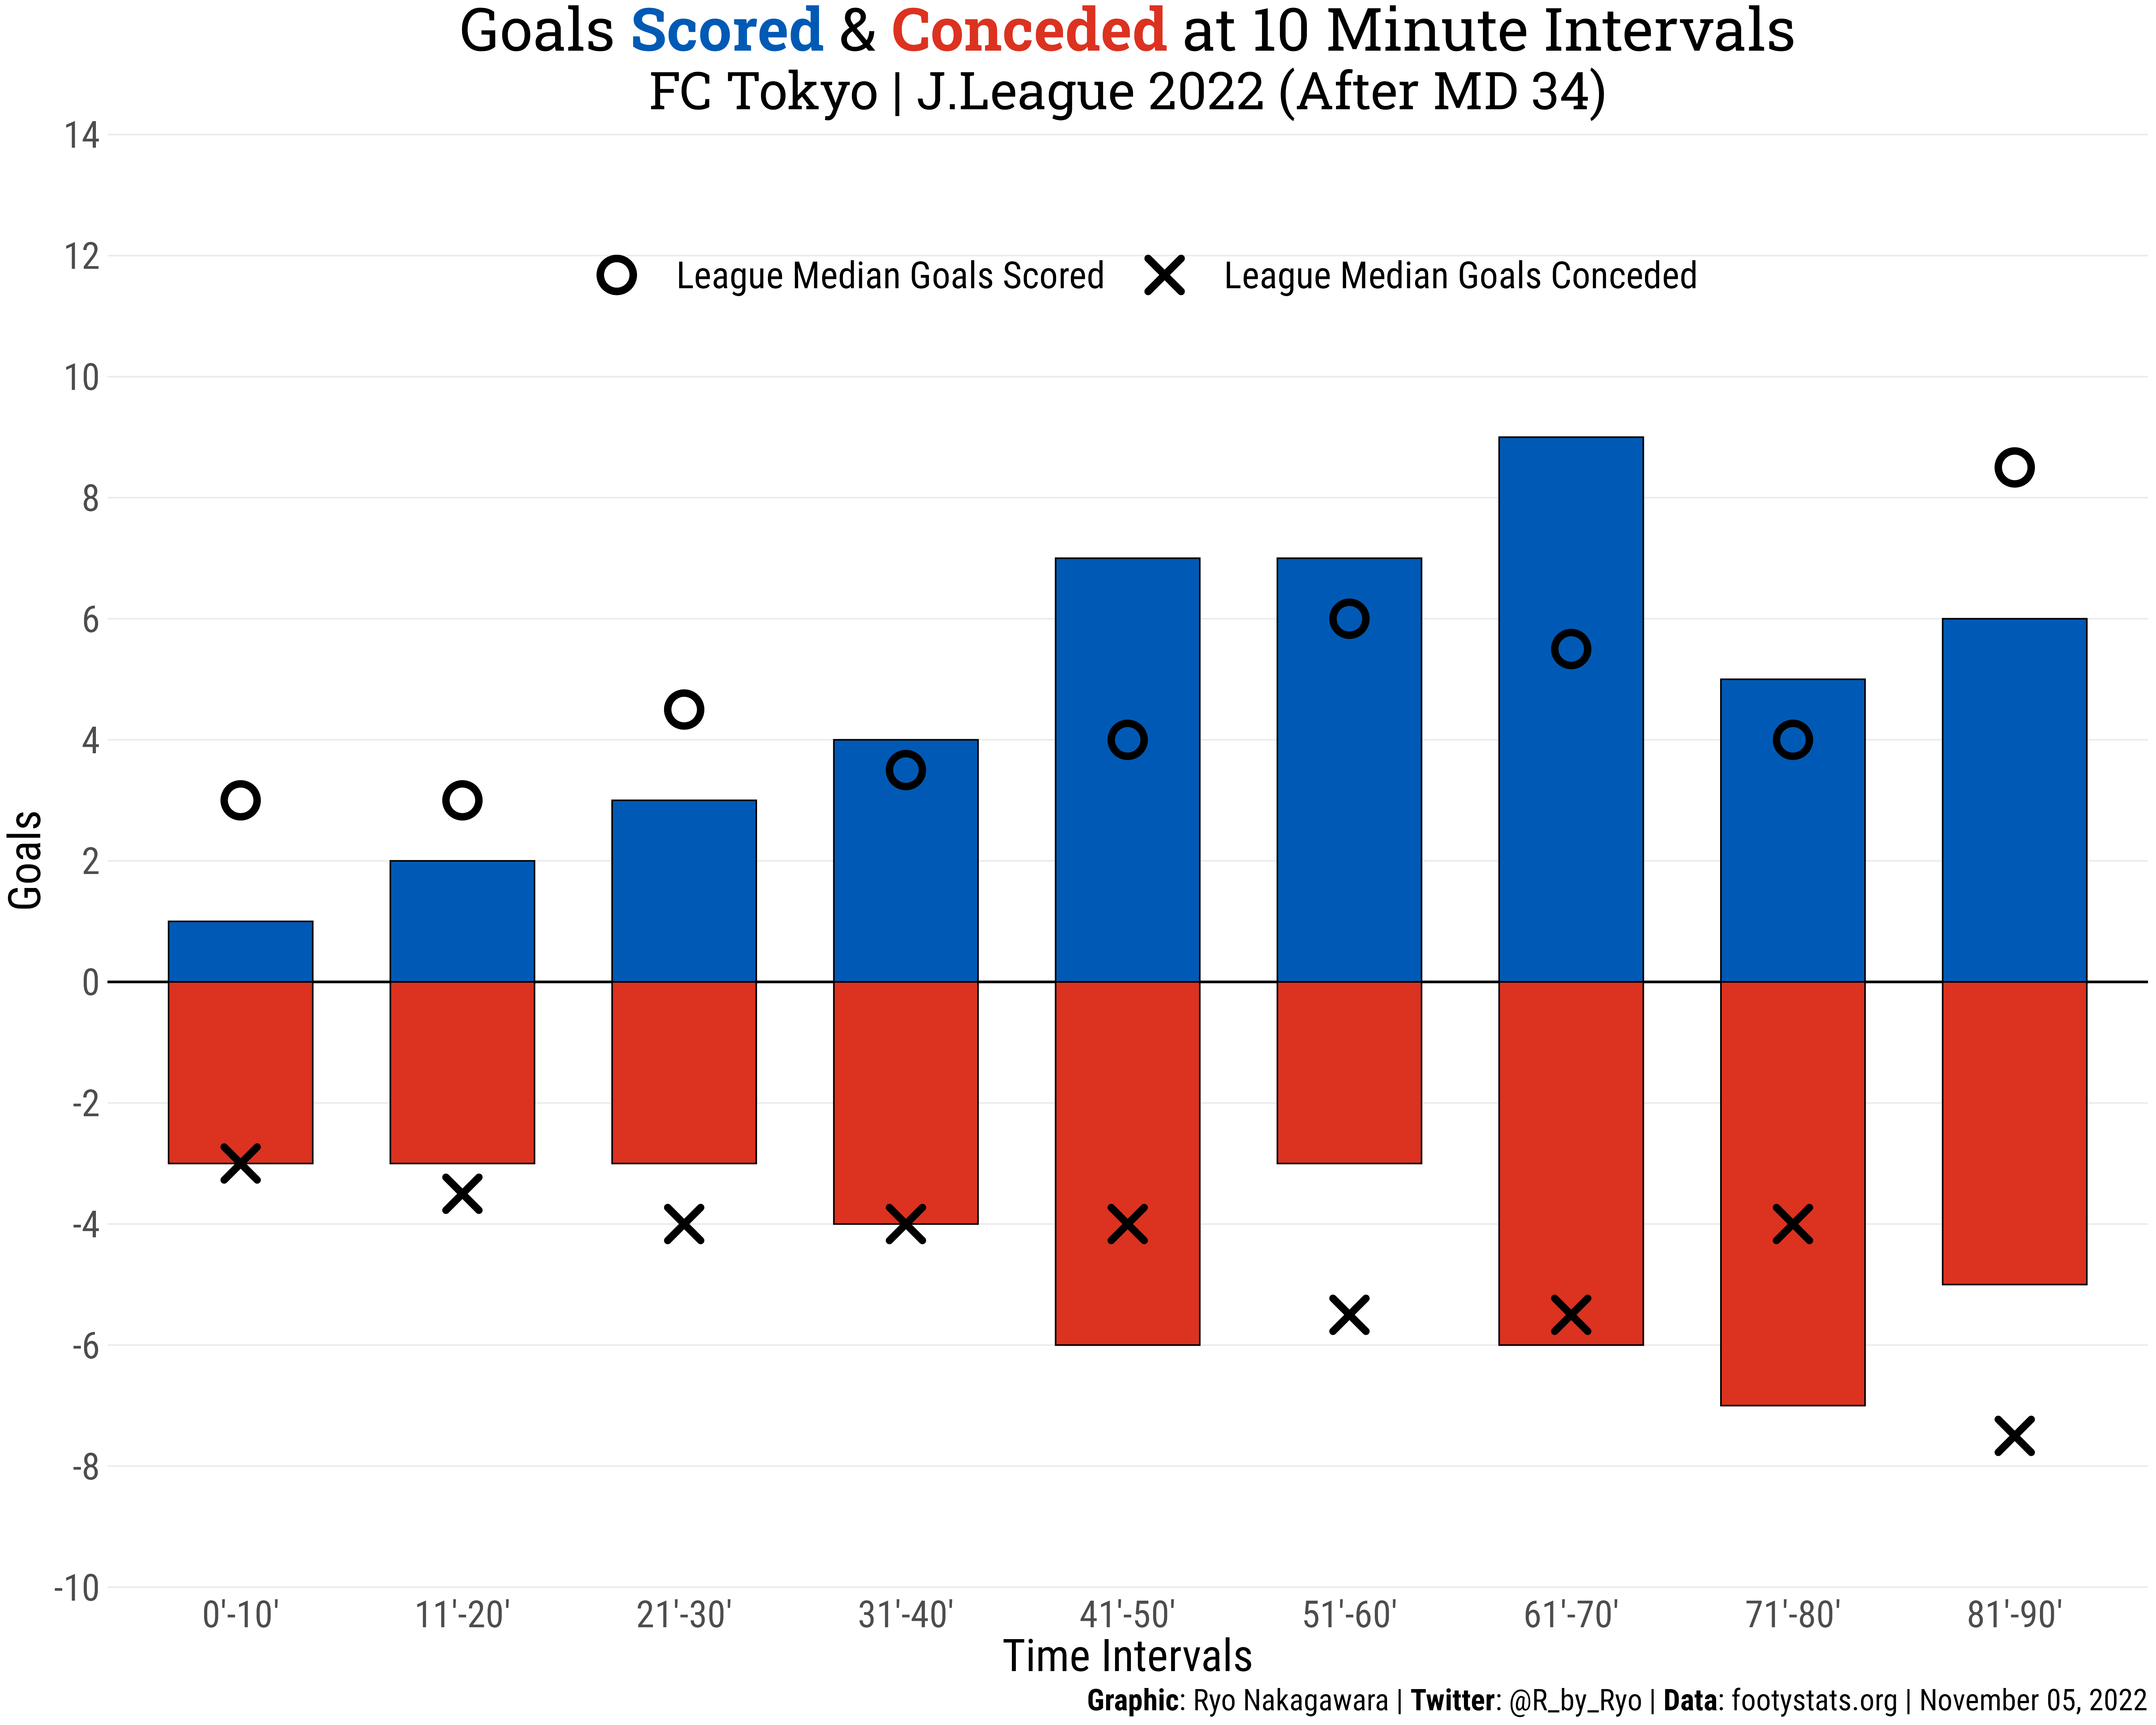 Goals Scored & Conceded at 10 Minute Intervals
FC Tokyo | J.League 2022 (After MD 34)
League Median Goals Scored
League Median Goals Conceded
14
12
10
8
6
4
2
0
-2
-4
-6
-8
-10
Goals
0'-10' 11'-20' 21'-30' 31'-40' 41'-50' 51'-60' 61'-70' 71'-80' 81'-90'
Time Intervals
Graphic: Ryo Nakagawara | Twitter: @R_by_Ryo | Data: footystats.org | November 05, 2022